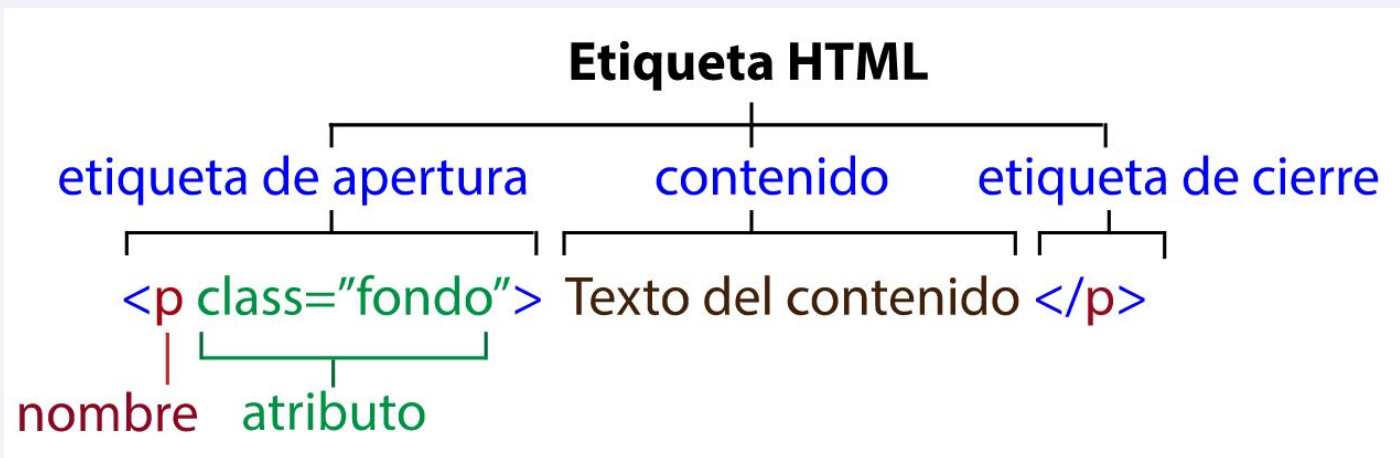 Etiqueta HTML
etiqueta de apertura contenido etiqueta de cierre
<p class=”fondo”> Texto del contenido </p>
nombre atributo